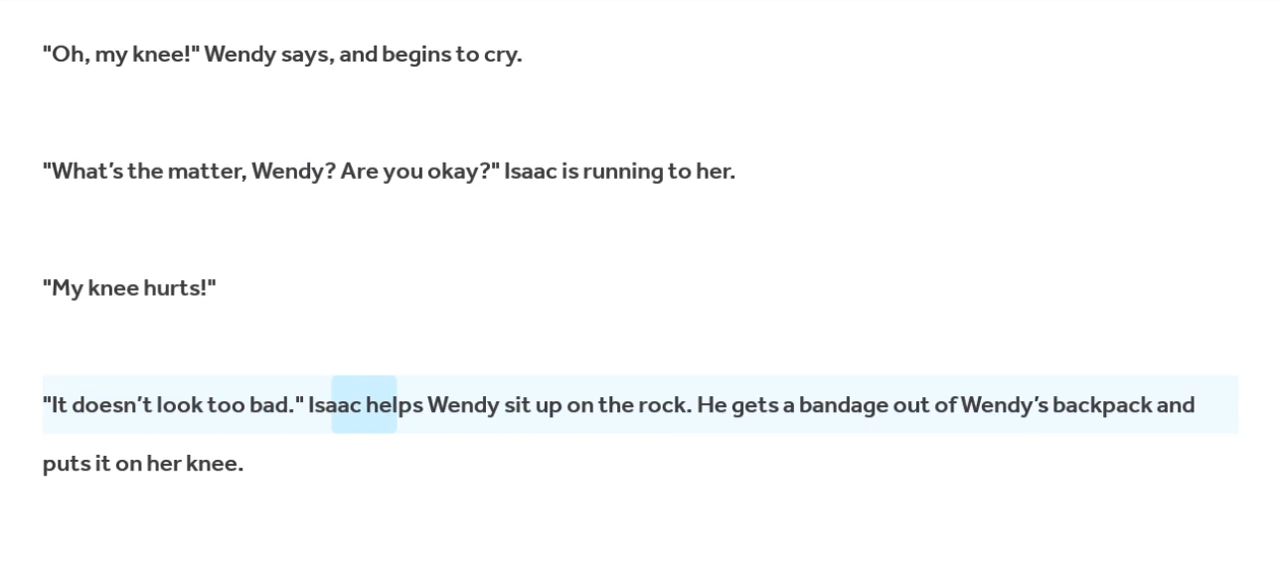 "Oh, my knee!" Wendy says, and begins to cry.
"What’s the matter, Wendy? Are you okay?" Isaac is running to her.
"My knee hurts!"
"It doesn’t look too bad." Isaac helps Wendy sit up on the rock. He gets a bandage out of Wendy’s backpack and
puts it on her knee.